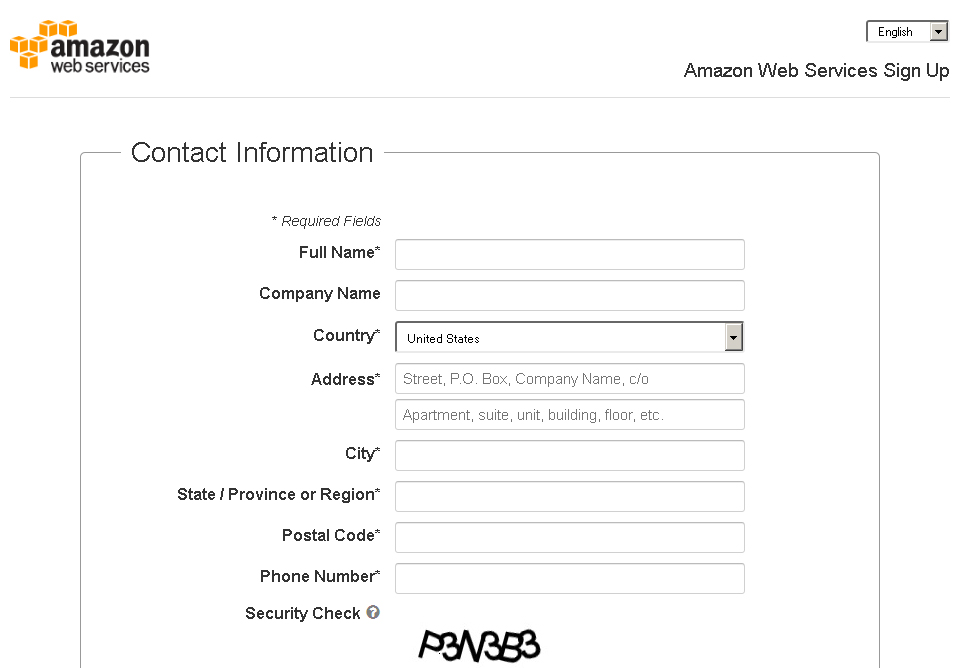 amazon
web services
English
Amazon Web Services Sign Up
Contact Information
* Required Fields
Full Name*
Company Name
Country* United States
Address* Street, P.O. Box, Company Name, c/o
Apartment, suite, unit, building, floor, etc.
City*
State / Province or Region*
Postal Code*
Phone Number*
Security Check ?
P3N3B3